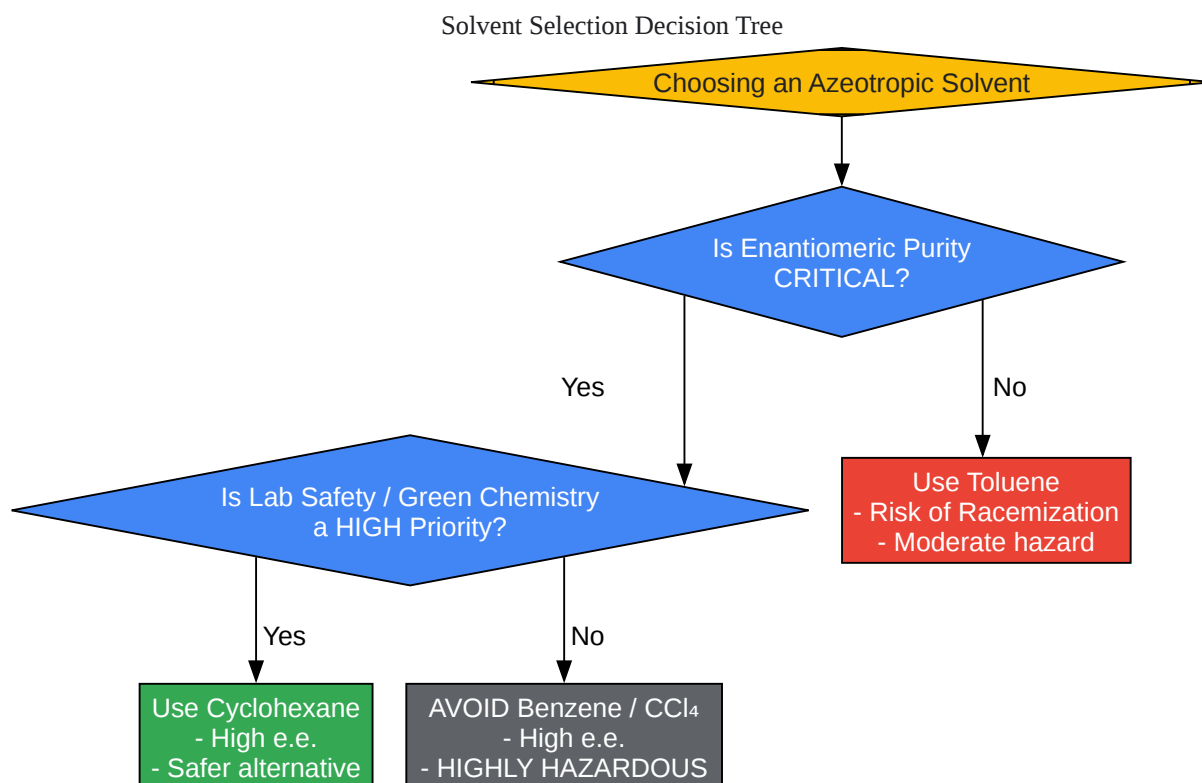 Solvent Selection Decision Tree
Choosing an Azeotropic Solvent
Is Enantiomeric Purity
CRITICAL?
Yes
No
Is Lab Safety / Green Chemistry
a HIGH Priority?
Use Toluene
- Risk of Racemization
- Moderate hazard
Yes
No
Use Cyclohexane
- High e.e.
- Safer alternative
AVOID Benzene / CCl₄
- High e.e.
- HIGHLY HAZARDOUS